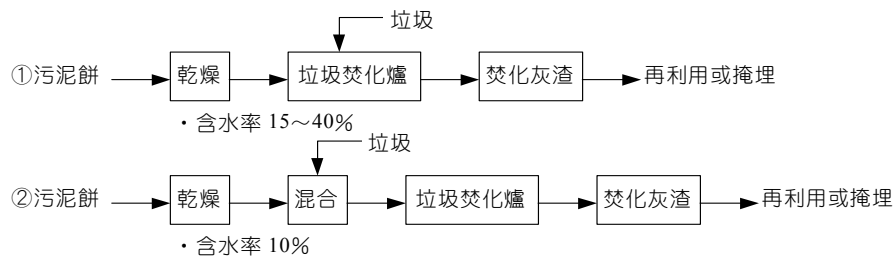 垃圾
①污泥餅 乾燥 垃圾焚化爐 焚化灰渣 再利用或掩埋
・含水率 15～40%
垃圾
②污泥餅 乾燥 混合 垃圾焚化爐 焚化灰渣 再利用或掩埋
・含水率 10%